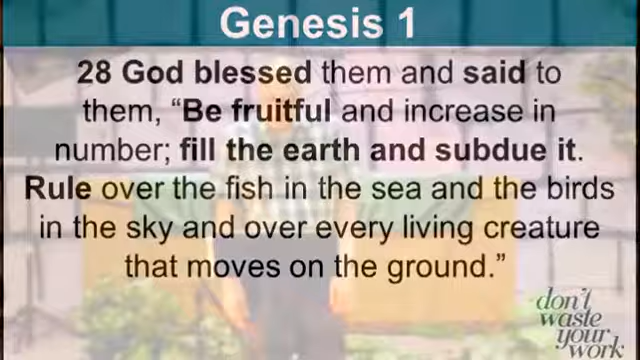 Genesis 1
28 God blessed them and said to
them, “Be fruitful and increase in
number; fill the earth and subdue it.
Rule over the fish in the sea and the birds
in the sky and over every living creature
that moves on the ground.”
don't
waste
your
work